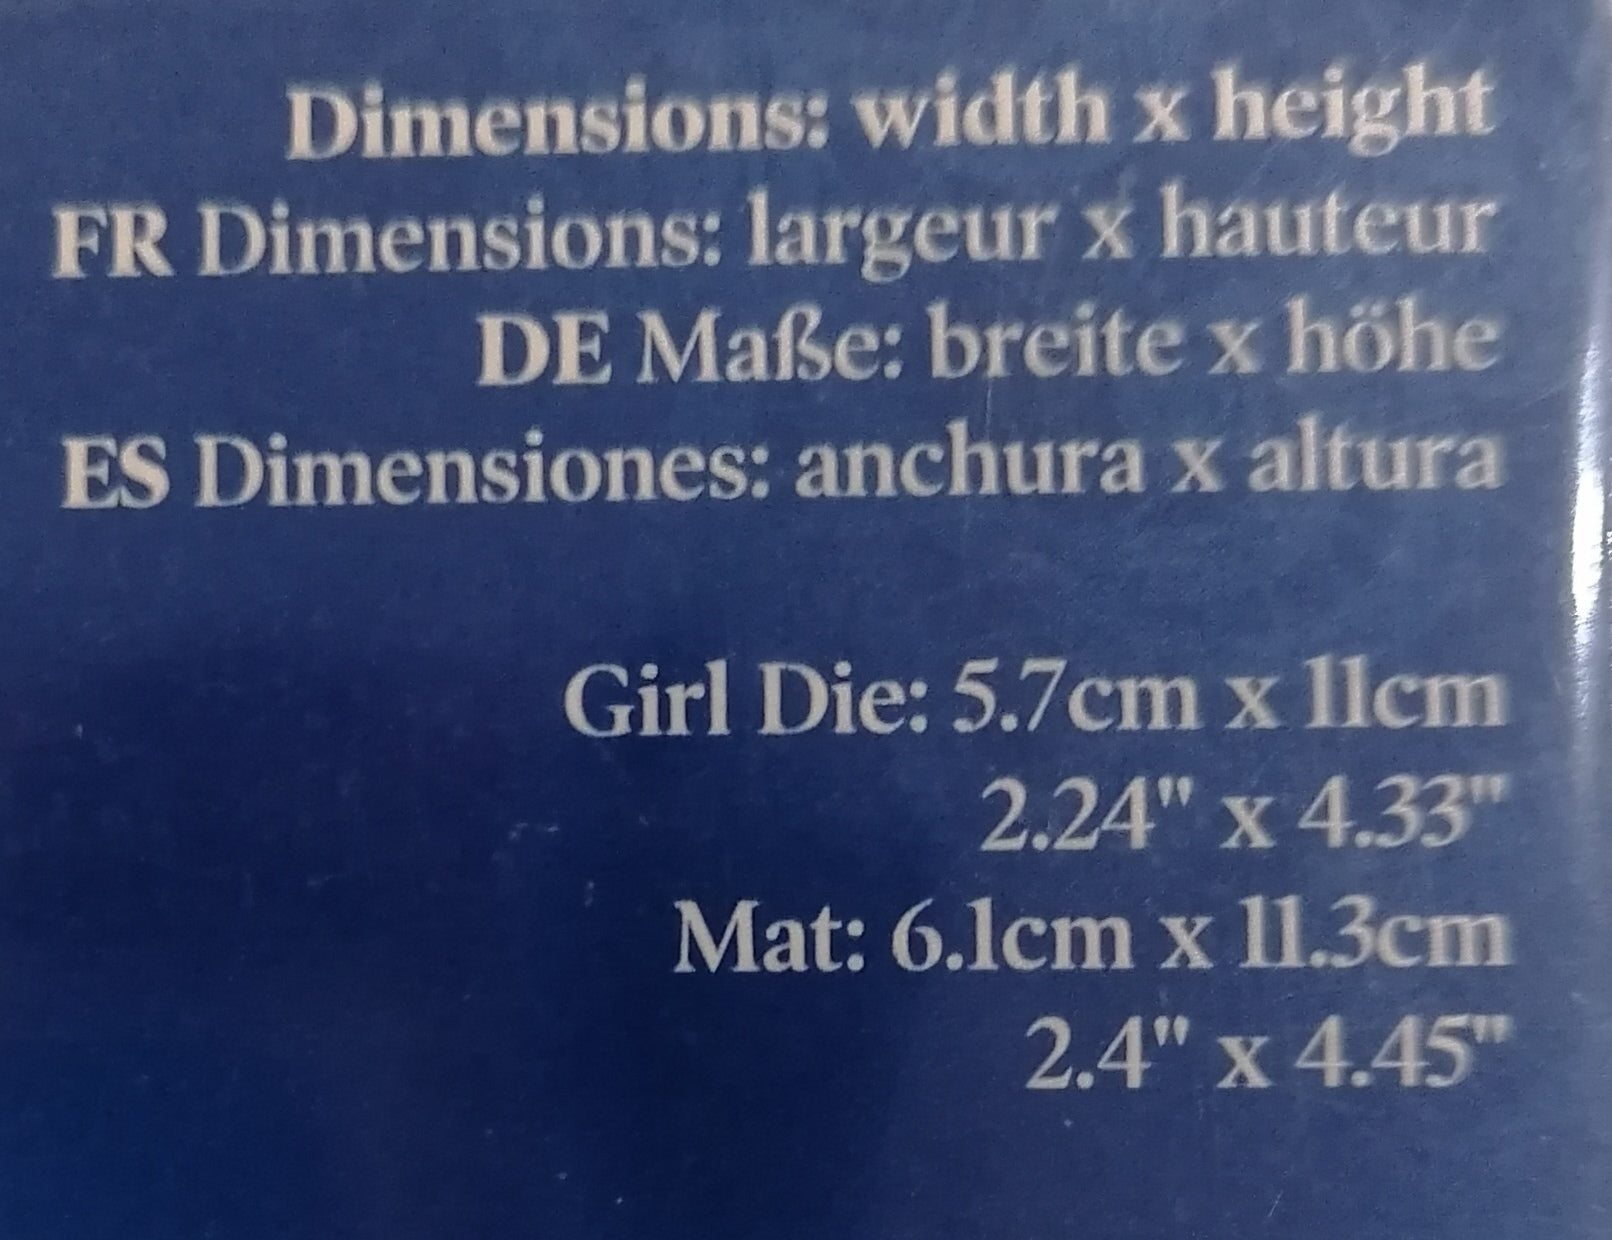 Dimensions: width x height
FR Dimensions: largeur x hauteur
DE Maße: breite x höhe
ES Dimensiones: anchura x altura
Girl Die: 5.7cm x 11cm
2.24" x 4.33"
Mat: 6.1cm x 11.3cm
2.4" x 4.45"